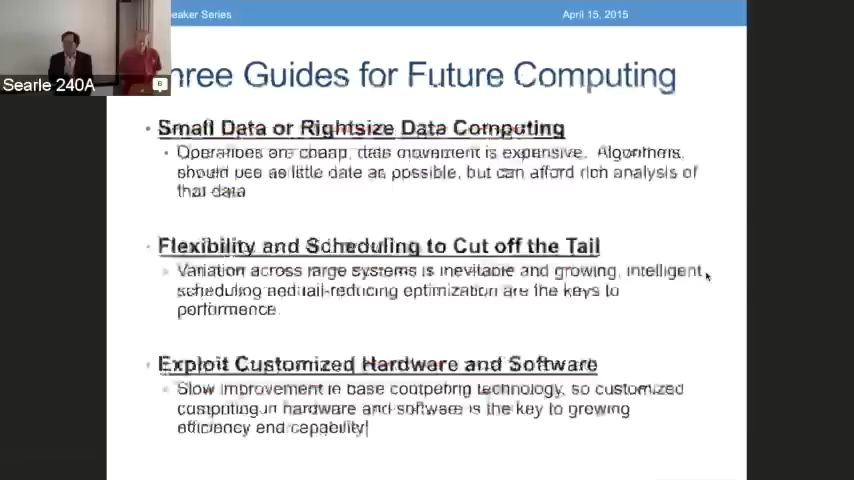 eaker Series
April 15, 2015
Searle 240A
hree Guides for Future Computing
Small Data or Rightsize Data Computing
Operations are cheap, data movement is expensive. Algorithms
should use as little data as possible, but can afford rich analysis of
that data
Flexibility and Scheduling to Cut off the Tail
Variation across large systems is inevitable and growing, intelligent
scheduling and tail-reducing optimization are the keys to
performance
Exploit Customized Hardware and Software
Slow improvement in base computing technology, so customized
computing in hardware and software is the key to growing
efficiency and capability